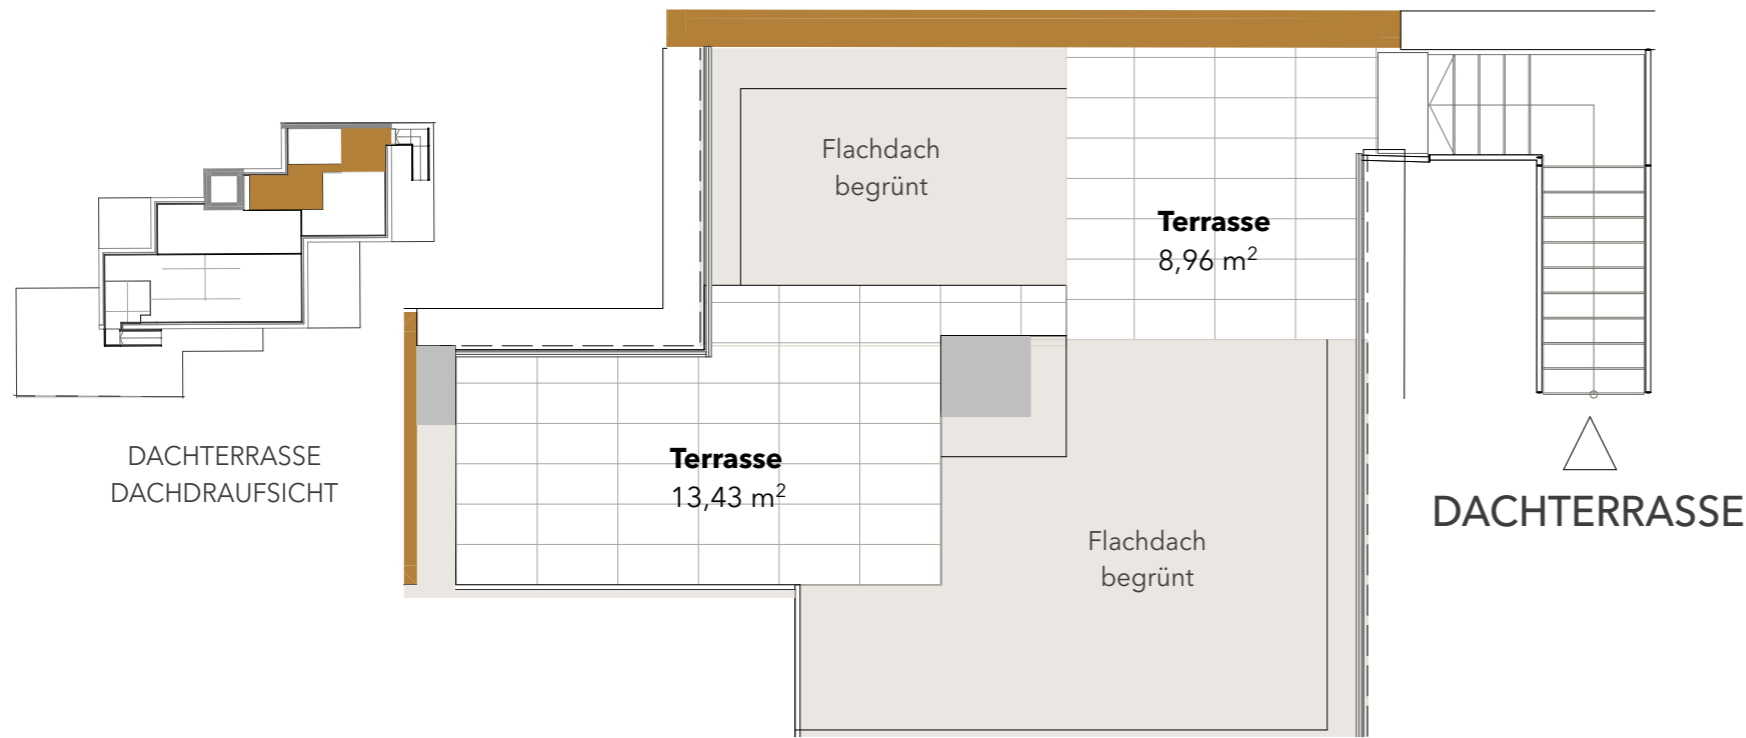 Flachdach
begrünt
Terrasse
8,96 m²
DACHTERRASSE
DACHDRAUFSICHT
Terrasse
13,43 m²
DACHTERRASSE
Flachdach
begrünt